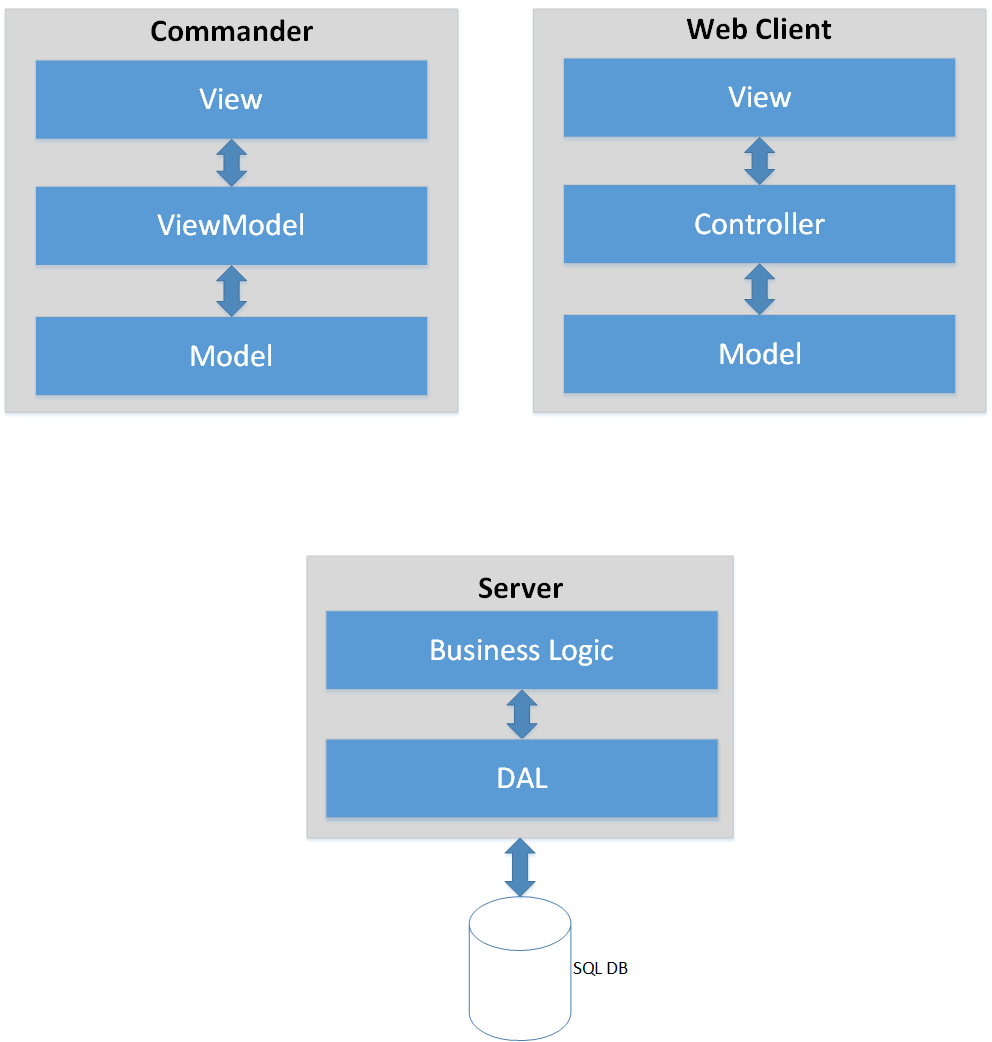 Commander
View
ViewModel
Model
Web Client
View
Controller
Model
Server
Business Logic
DAL
SQL DB